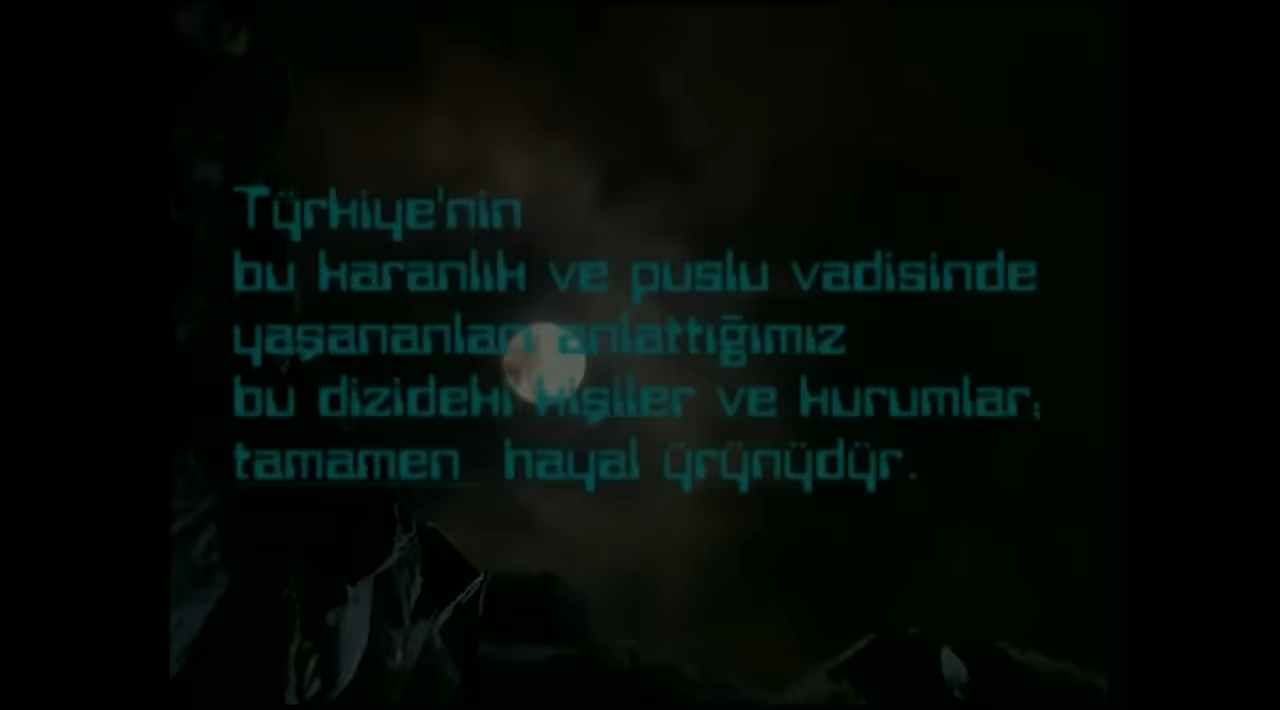 Türkiye'nin
bu karanlık ve puslu vadisinde
yaşananları anlattığımız
bu dizideki kişiler ve kurumlar;
tamamen hayal ürünüdür.